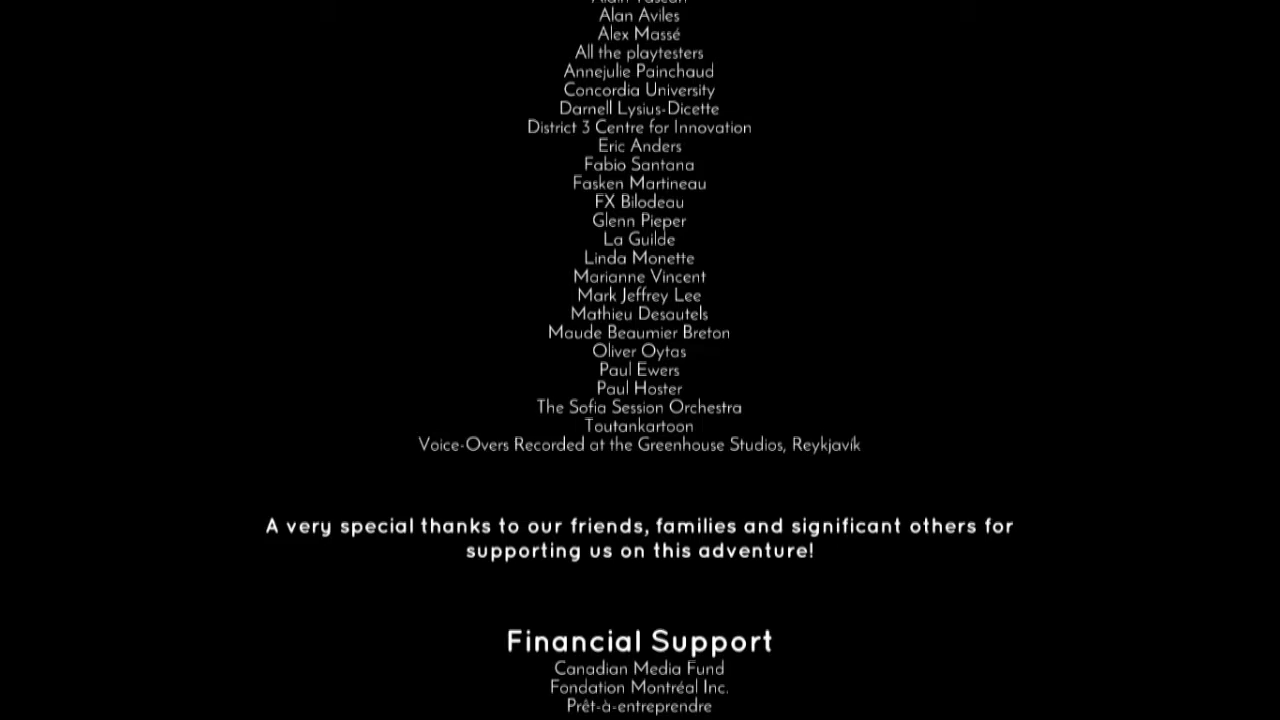 Alan Aviles
Alex Massé
All the playtesters
Annejulie Painchaud
Concordia University
Darnell Lysius-Dicette
District 3 Centre for Innovation
Eric Anders
Fabio Santana
Fasken Martineau
FX Bilodeau
Glenn Pieper
La Guilde
Linda Monette
Marianne Vincent
Mark Jeffrey Lee
Mathieu Desautels
Maude Beaumier Breton
Oliver Oytas
Paul Ewers
Paul Hoster
The Sofia Session Orchestra
Toutankartoon
Voice-Overs Recorded at the Greenhouse Studios, Reykjavík
A very special thanks to our friends, families and significant others for
supporting us on this adventure!
Financial Support
Canadian Media Fund
Fondation Montréal Inc.
Prêt-à-entreprendre